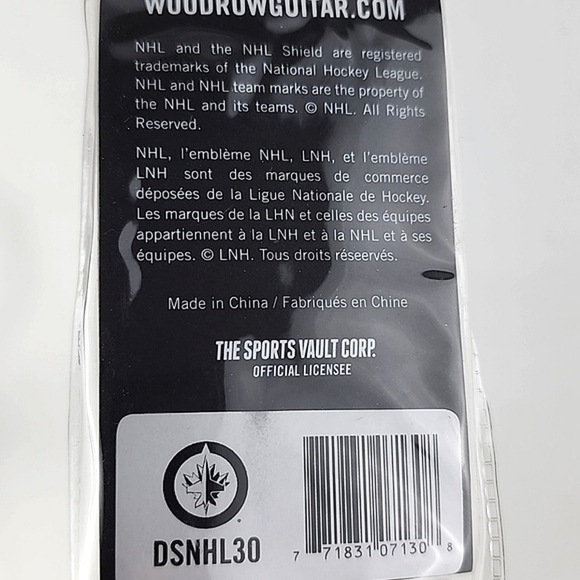 WOODROWGUITAR.COM
NHL and the NHL Shield are registered
trademarks of the National Hockey League.
NHL and NHL team marks are the property of
the NHL and its teams. © NHL. All Rights
Reserved.
NHL, l'emblème NHL, LNH, et l'emblème
LNH sont des marques de commerce
déposées de la Ligue Nationale de Hockey.
Les marques de la LHN et celles des équipes
appartiennent à la LNH et à la NHL et à ses
équipes. © LNH. Tous droits réseervés.
Made in China / Fabriqués en Chine
THE SPORTS VAULT CORP.
OFFICIAL LICENSEE
DSNHL30
7 71831 07130 8